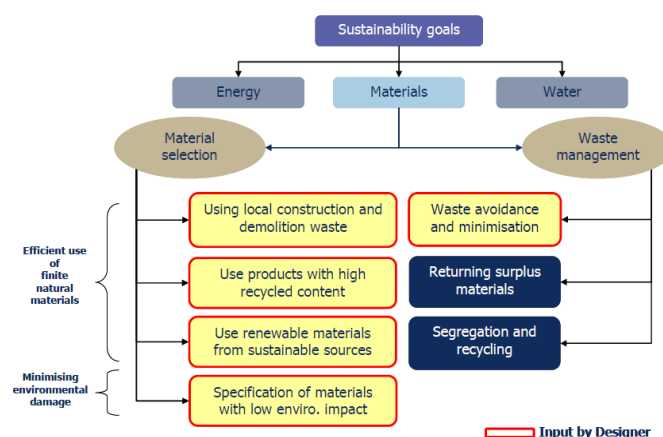 Sustainability goals
Energy
Materials
Water
Material
selection
Waste
management
Efficient use
of
finite
natural
materials
Using local construction and
demolition waste
Waste avoidance
and minimisation
Use products with high
recycled content
Returning surplus
materials
Use renewable materials
from sustainable sources
Segregation and
recycling
Minimising
environmental
damage
Specification of materials
with low enviro. impact
Input by Designer